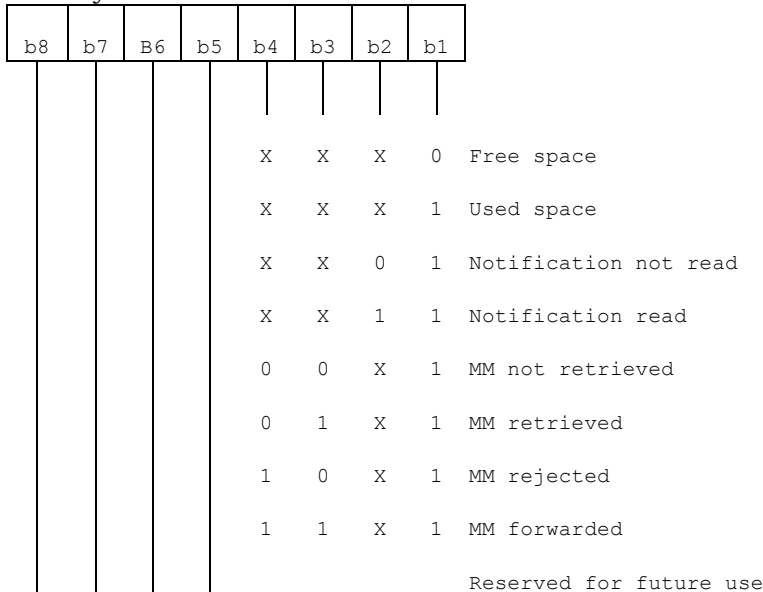 b8 b7 B6 b5 b4 b3 b2 b1
X X X 0 Free space
X X X 1 Used space
X X 0 1 Notification not read
X X 1 1 Notification read
0 0 X 1 MM not retrieved
0 1 X 1 MM retrieved
1 0 X 1 MM rejected
1 1 X 1 MM forwarded
Reserved for future use